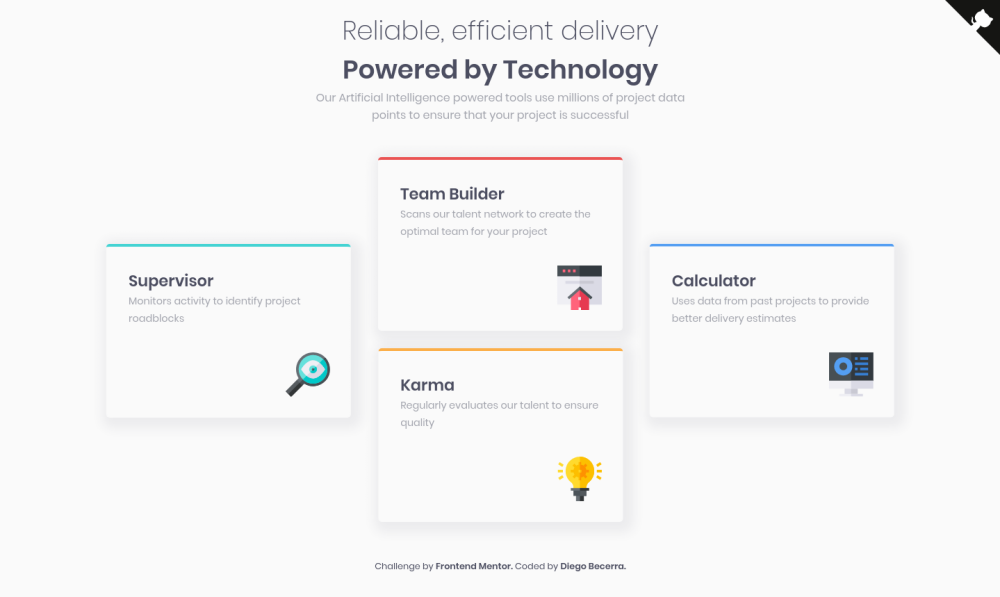 Reliable, efficient delivery
Powered by Technology
Our Artificial Intelligence powered tools use millions of project data
points to ensure that your project is successful
Supervisor
Monitors activity to identify project
roadblocks
Team Builder
Scans our talent network to create the
optimal team for your project
Karma
Regularly evaluates our talent to ensure
quality
Calculator
Uses data from past projects to provide
better delivery estimates
Challenge by Frontend Mentor. Coded by Diego Becerra.